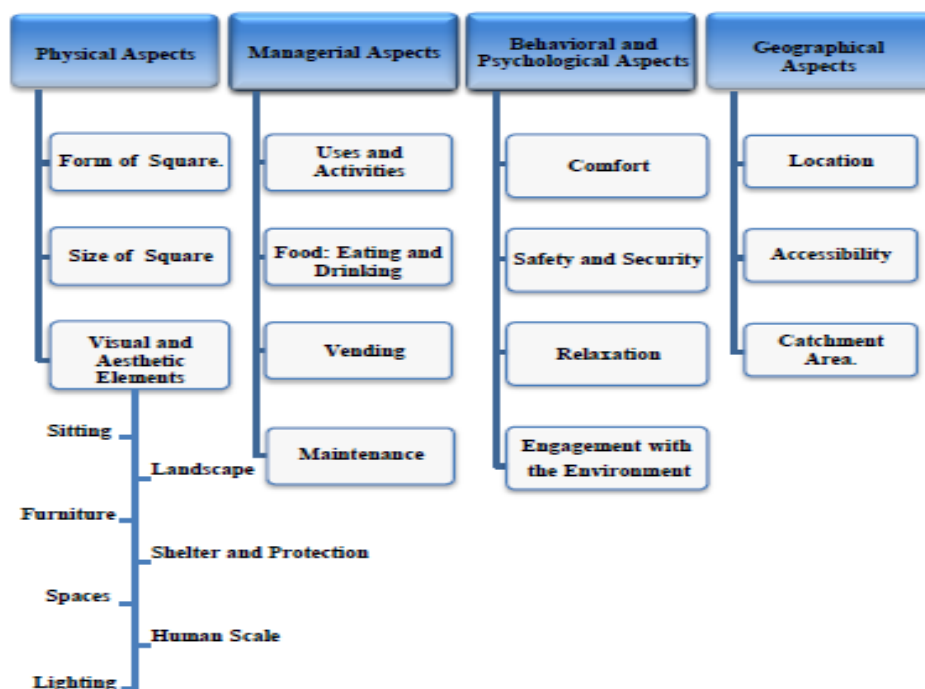 Physical Aspects
Managerial Aspects
Behavioral and
Psychological Aspects
Geographical
Aspects
Form of Square.
Size of Square
Visual and
Aesthetic
Elements
Sitting
Landscape
Furniture
Shelter and Protection
Spaces
Human Scale
Lighting
Uses and
Activities
Food: Eating and
Drinking
Vending
Maintenance
Comfort
Safety and Security
Relaxation
Engagement with
the Environment
Location
Accessibility
Catchment
Area.